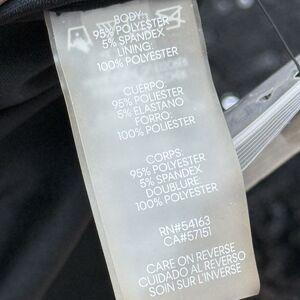 BODY:
95% POLYESTER
5% SPANDEX
LINING:
100% POLYESTER
CUERPO:
95% POLIESTER
5% ELASTANO
FORRO:
100% POLIESTER
CORPS:
95% POLYESTER
5% SPANDEX
DOUBLURE:
100% POLYESTER
RN#54163
CA#57151
CARE ON REVERSE
CUIDADO AL REVERSO
SOIN SUR L'INVERSE